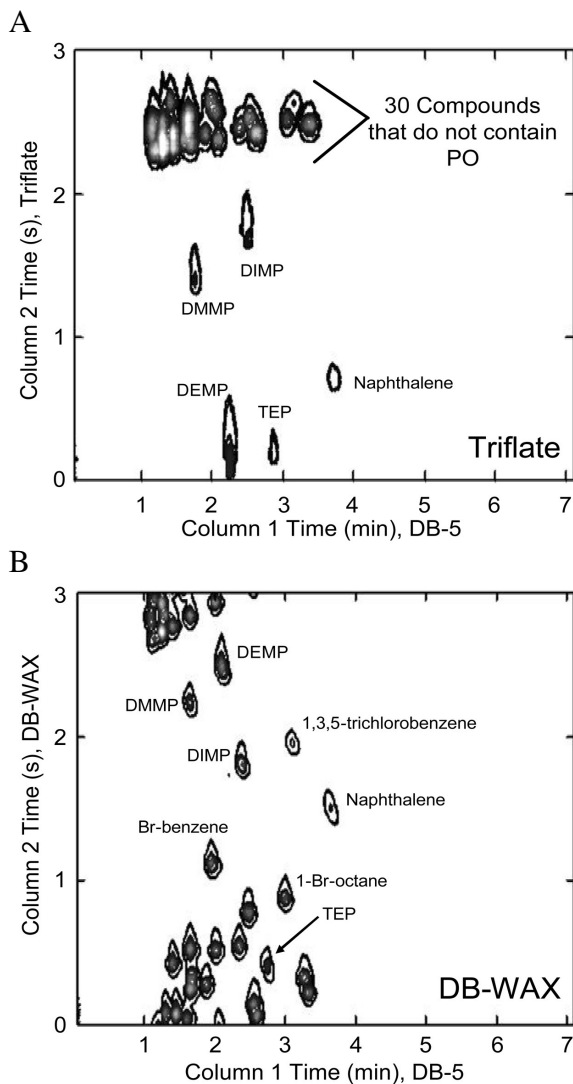 A
3
30 Compounds
that do not contain
PO
2
DIMP
DMMP
1
DEMP
TEP
Naphthalene
Triflate
0
1 2 3 4 5 6 7
Column 2 Time (s), Triflate
Column 1 Time (min), DB-5
B
3
DEMP
DMMP
1,3,5-trichlorobenzene
2
DIMP
Naphthalene
Br-benzene
1
1-Br-octane
TEP
DB-WAX
0
1 2 3 4 5 6 7
Column 2 Time (s), DB-WAX
Column 1 Time (min), DB-5